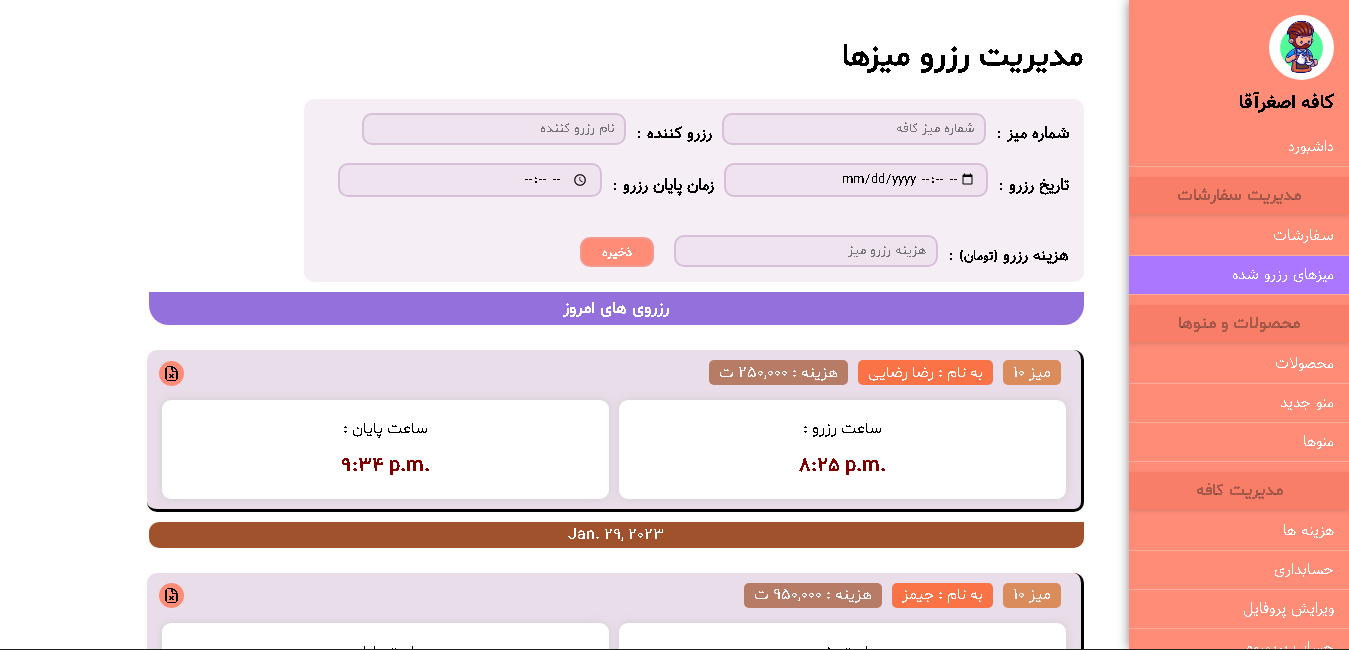 کافه اصغرآقا
داشبورد
مدیریت سفارشات
سفارشات
میزهای رزرو شده
محصولات و منوها
محصولات
منو جدید
منوها
مدیریت کافه
هزینه ها
حسابداری
ویرایش پروفایل
مدیریت رزرو میزها
شماره میز : شماره میز کافه رزرو کننده : نام رزرو کننده
تاریخ رزرو : mm/dd/yyyy --:-- -- زمان پایان رزرو : --:-- --
هزینه رزرو (تومان) : هزینه رزرو میز ذخیره
رزروی های امروز
میز ۱۰ به نام : رضا رضایی هزینه : ۲۵۰,۰۰۰ ت
ساعت رزرو : ساعت پایان :
۸:۲۵ p.m. ۹:۳۴ p.m.
Jan. ۲۹, ۲۰۲۳
میز ۱۰ به نام : جیمز هزینه : ۹۵۰,۰۰۰ ت